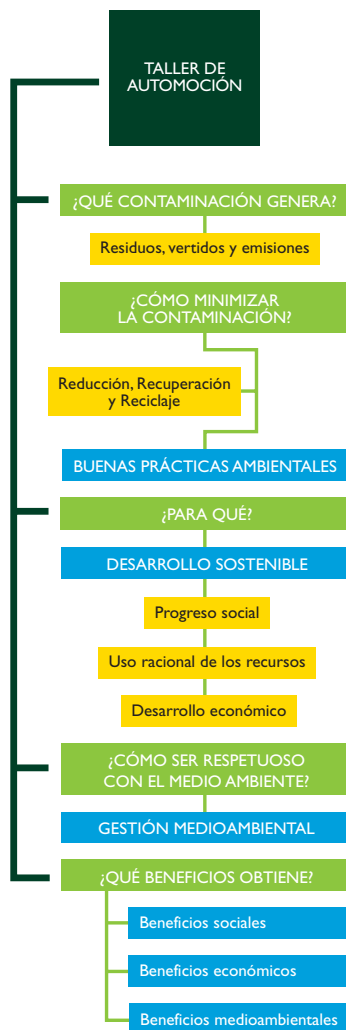 TALLER DE
AUTOMOCIÓN
¿QUÉ CONTAMINACIÓN GENERA?
Residuos, vertidos y emisiones
¿CÓMO MINIMIZAR
LA CONTAMINACIÓN?
Reducción, Recuperación
y Reciclaje
BUENAS PRÁCTICAS AMBIENTALES
¿PARA QUÉ?
DESARROLLO SOSTENIBLE
Progreso social
Uso racional de los recursos
Desarrollo económico
¿CÓMO SER RESPETUOSO
CON EL MEDIO AMBIENTE?
GESTIÓN MEDIOAMBIENTAL
¿QUÉ BENEFICIOS OBTIENE?
Beneficios sociales
Beneficios económicos
Beneficios medioambientales